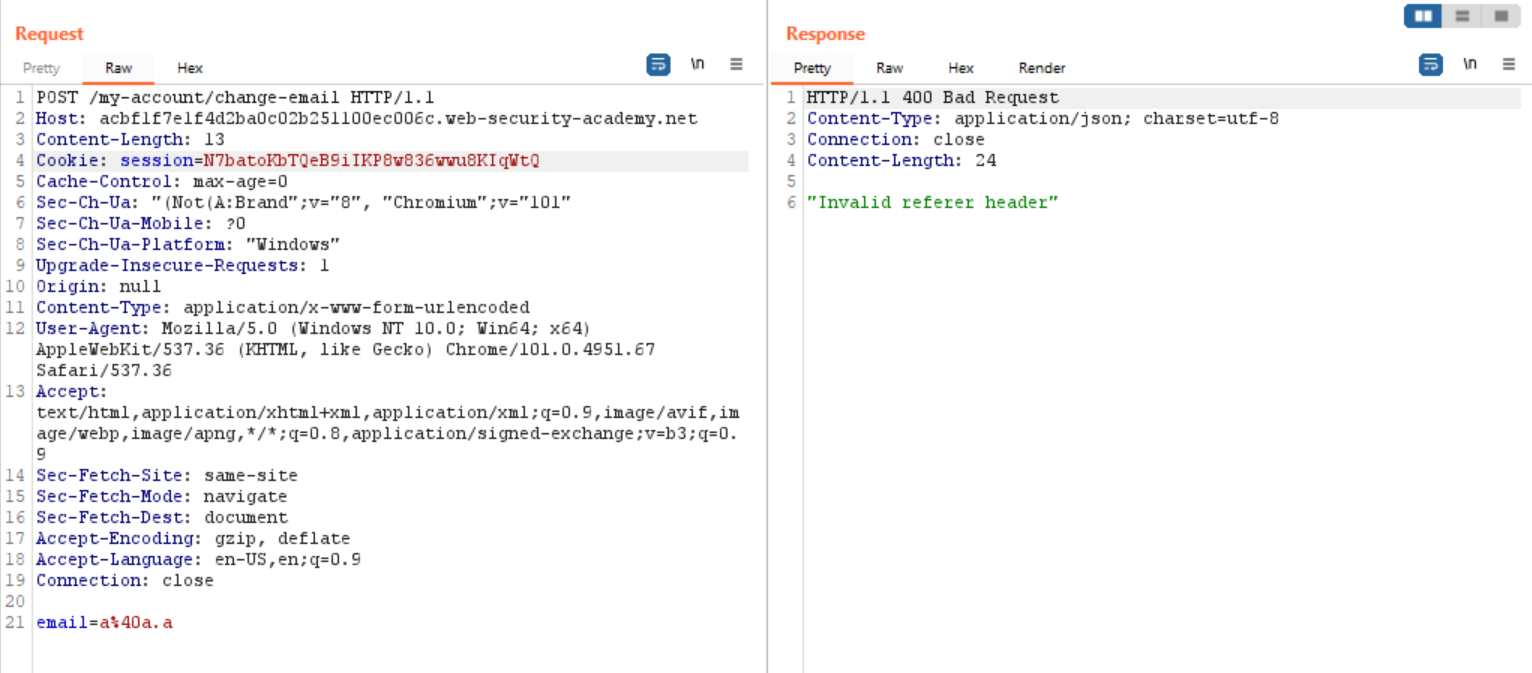 Request
Pretty Raw Hex \n
1 POST /my-account/change-email HTTP/1.1
2 Host: acbf1f7e1f4d2ba0c02b251100ec006c.web-security-academy.net
3 Content-Length: 13
4 Cookie: session=N7batoKbTQeB9iIKP8w836wwu8KIqWtQ
5 Cache-Control: max-age=0
6 Sec-Ch-Ua: "(Not(A:Brand";v="8", "Chromium";v="101"
7 Sec-Ch-Ua-Mobile: ?0
8 Sec-Ch-Ua-Platform: "Windows"
9 Upgrade-Insecure-Requests: 1
10 Origin: null
11 Content-Type: application/x-www-form-urlencoded
12 User-Agent: Mozilla/5.0 (Windows NT 10.0; Win64; x64)
AppleWebKit/537.36 (KHTML, like Gecko) Chrome/101.0.4951.67
Safari/537.36
13 Accept:
text/html,application/xhtml+xml,application/xml;q=0.9,image/avif,im
age/webp,image/apng,*/*;q=0.8,application/signed-exchange;v=b3;q=0.
9
14 Sec-Fetch-Site: same-site
15 Sec-Fetch-Mode: navigate
16 Sec-Fetch-Dest: document
17 Accept-Encoding: gzip, deflate
18 Accept-Language: en-US,en;q=0.9
19 Connection: close
20
21 email=a%40a.a
Response
Pretty Raw Hex Render \n
1 HTTP/1.1 400 Bad Request
2 Content-Type: application/json; charset=utf-8
3 Connection: close
4 Content-Length: 24
5
6 "Invalid referer header"